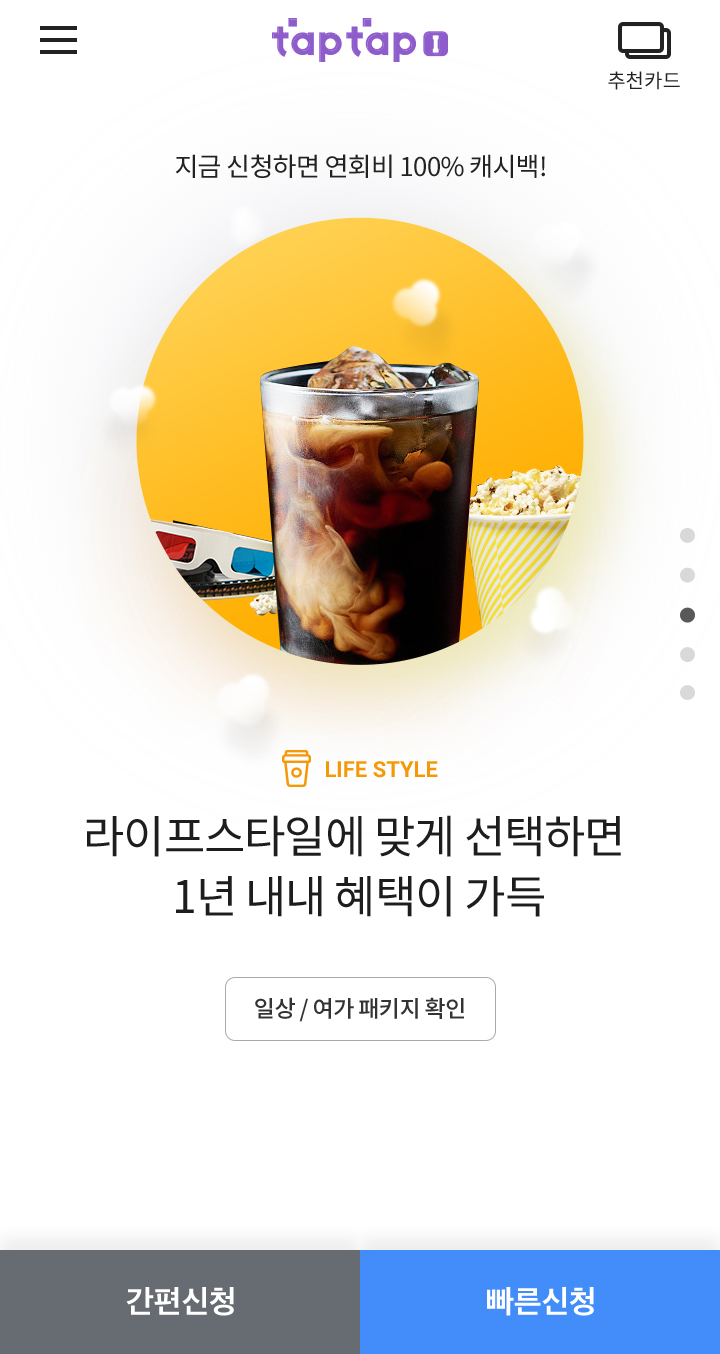 taptap I
추천카드
지금 신청하면 연회비 100% 캐시백!
LIFE STYLE
라이프스타일에 맞게 선택하면
1년 내내 혜택이 가득
일상 / 여가 패키지 확인
간편신청
빠른신청